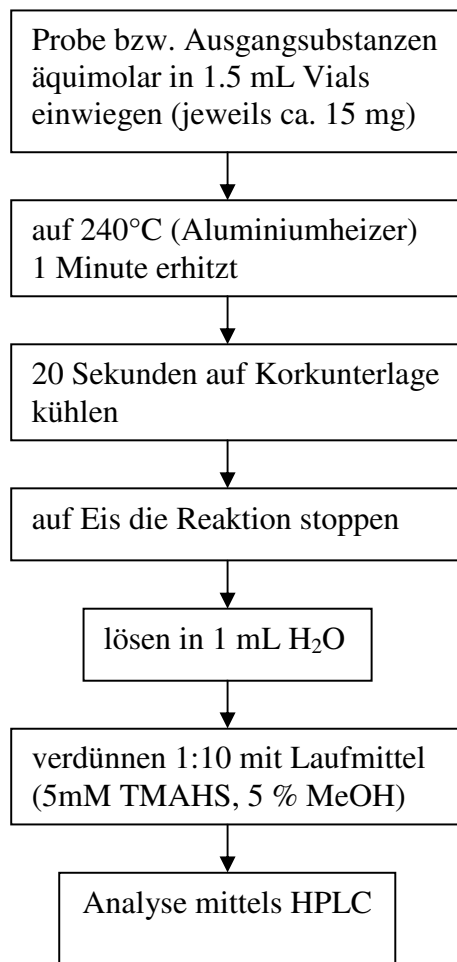 Probe bzw. Ausgangsubstanzen
äquimolar in 1.5 mL Vials
einwiegen (jeweils ca. 15 mg)
auf 240°C (Aluminiumheizer)
1 Minute erhitzt
20 Sekunden auf Korkunterlage
kühlen
auf Eis die Reaktion stoppen
lösen in 1 mL H₂O
verdünnen 1:10 mit Laufmittel
(5mM TMAHS, 5 % MeOH)
Analyse mittels HPLC